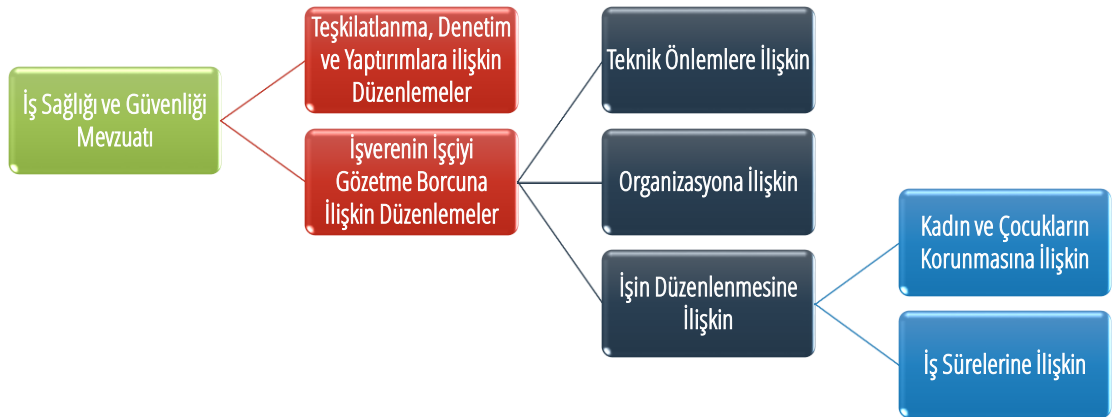 İş Sağlığı ve Güvenliği
Mevzuatı
Teşkilatlanma, Denetim
ve Yaptırımlara ilişkin
Düzenlemeler
İşverenin İşçiyi
Gözetme Borcuna
İlişkin Düzenlemeler
Teknik Önlemlere İlişkin
Organizasyona İlişkin
İşin Düzenlenmesine
İlişkin
Kadın ve Çocukların
Korunmasına İlişkin
İş Sürelerine İlişkin